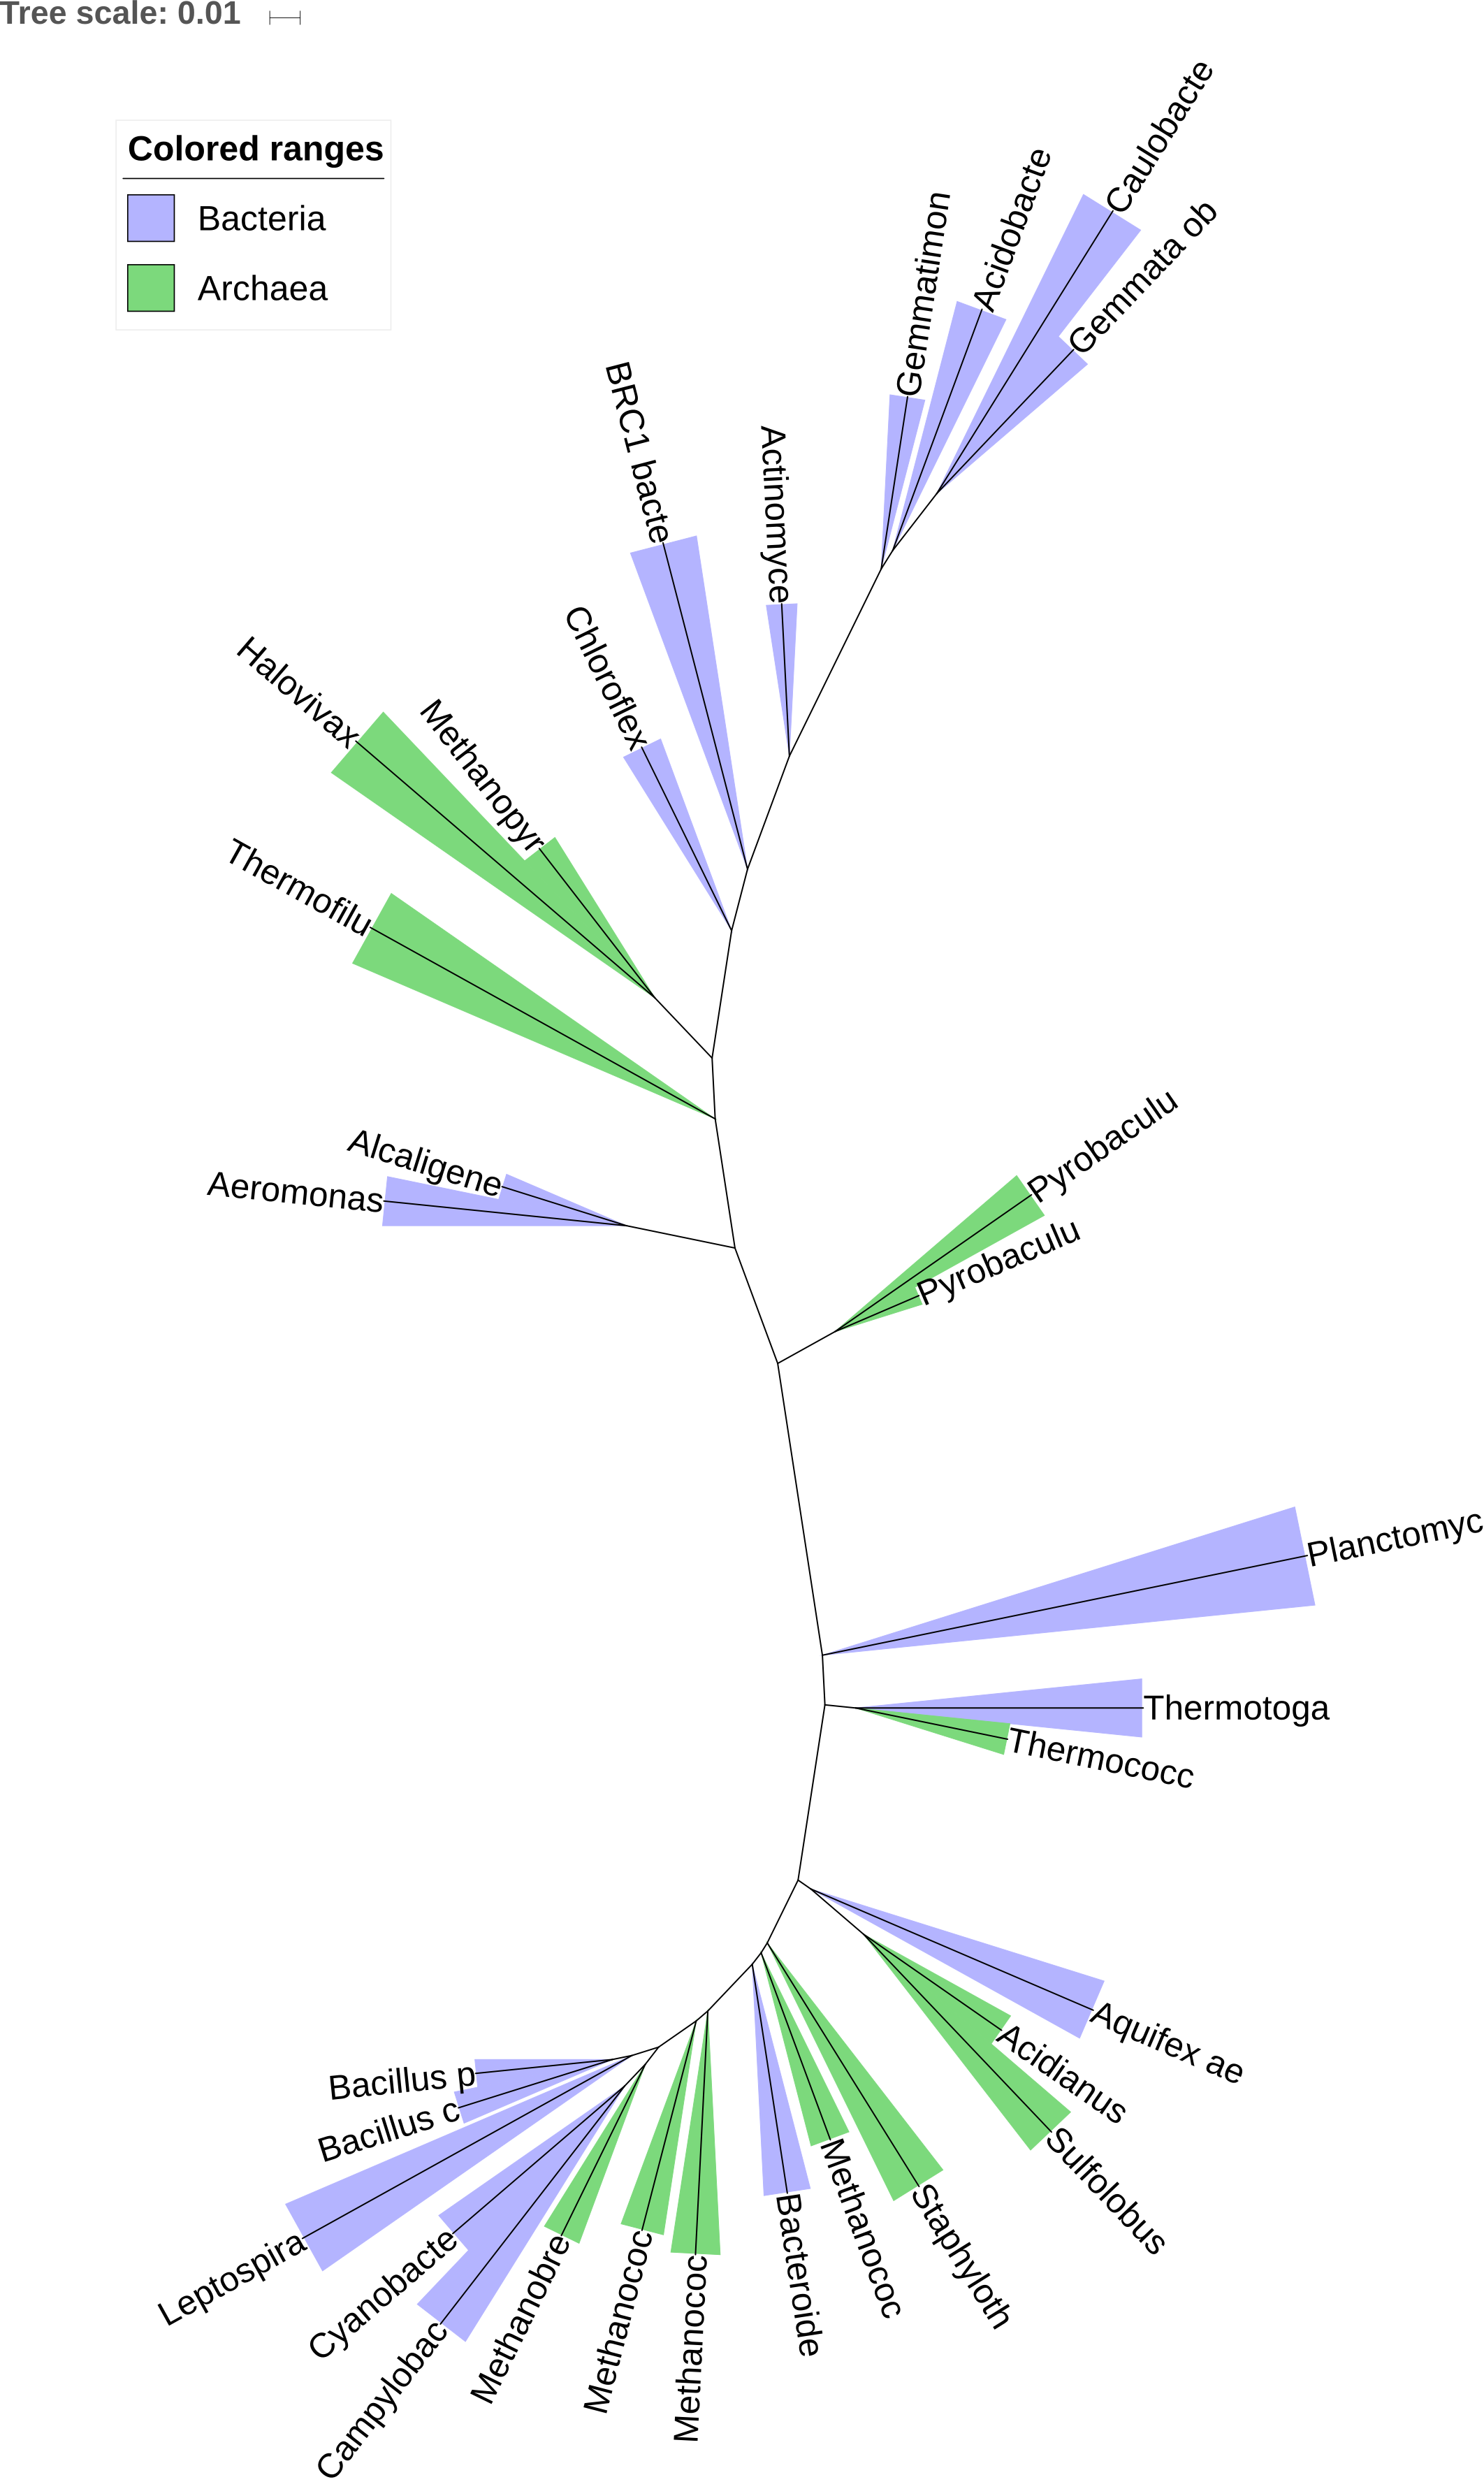 Tree scale: 0.01
Colored ranges
Bacteria
Archaea
Caulobacte
Gemmata ob
Acidobacte
Gemmatimon
Actinomyce
BRC1 bacte
Chloroflex
Halovivax
Methanopyr
Thermofilu
Alcaligene
Aeromonas
Pyrobaculu
Pyrobaculu
Planctomyc
Thermotoga
Thermococc
Aquifex ae
Acidianus
Sulfolobus
Staphyloth
Methanococ
Bacteroide
Methanococ
Methanococ
Methanobre
Campylobac
Cyanobacte
Leptospira
Bacillus c
Bacillus p